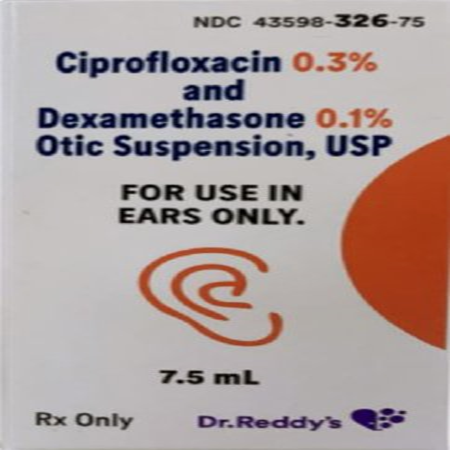 NDC 43598-326-75
Ciprofloxacin 0.3%
and
Dexamethasone 0.1%
Otic Suspension, USP
FOR USE IN
EARS ONLY.
7.5 mL
Rx Only
Dr.Reddy's